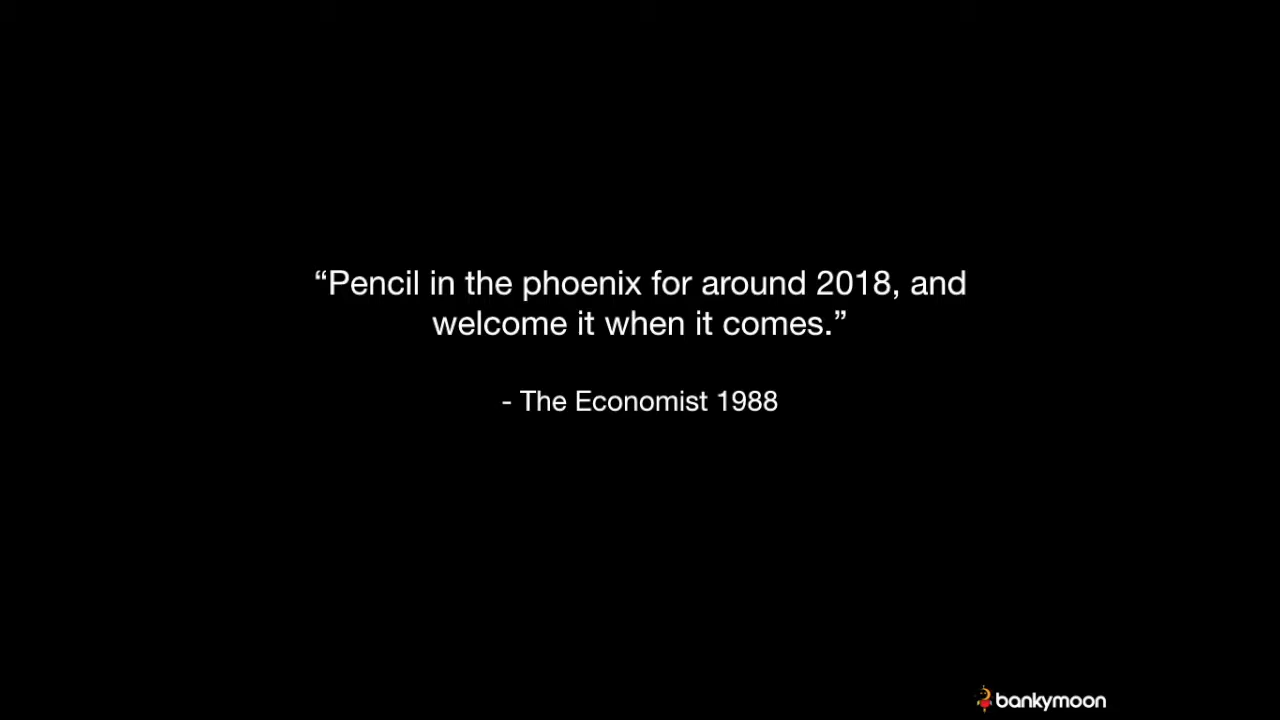 “Pencil in the phoenix for around 2018, and
welcome it when it comes.”
- The Economist 1988
bankymoon